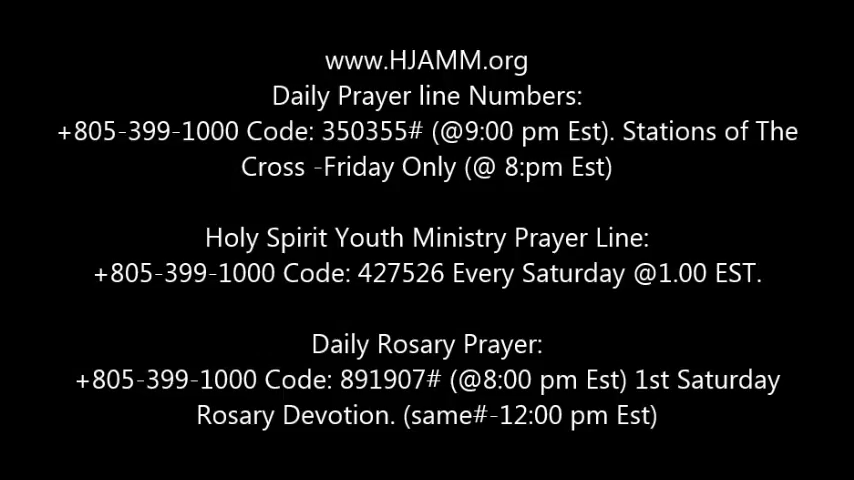 www.HJAMM.org
Daily Prayer line Numbers:
+805-399-1000 Code: 350355# (@9:00 pm Est). Stations of The
Cross -Friday Only (@ 8:pm Est)
Holy Spirit Youth Ministry Prayer Line:
+805-399-1000 Code: 427526 Every Saturday @1.00 EST.
Daily Rosary Prayer:
+805-399-1000 Code: 891907# (@8:00 pm Est) 1st Saturday
Rosary Devotion. (same#-12:00 pm Est)